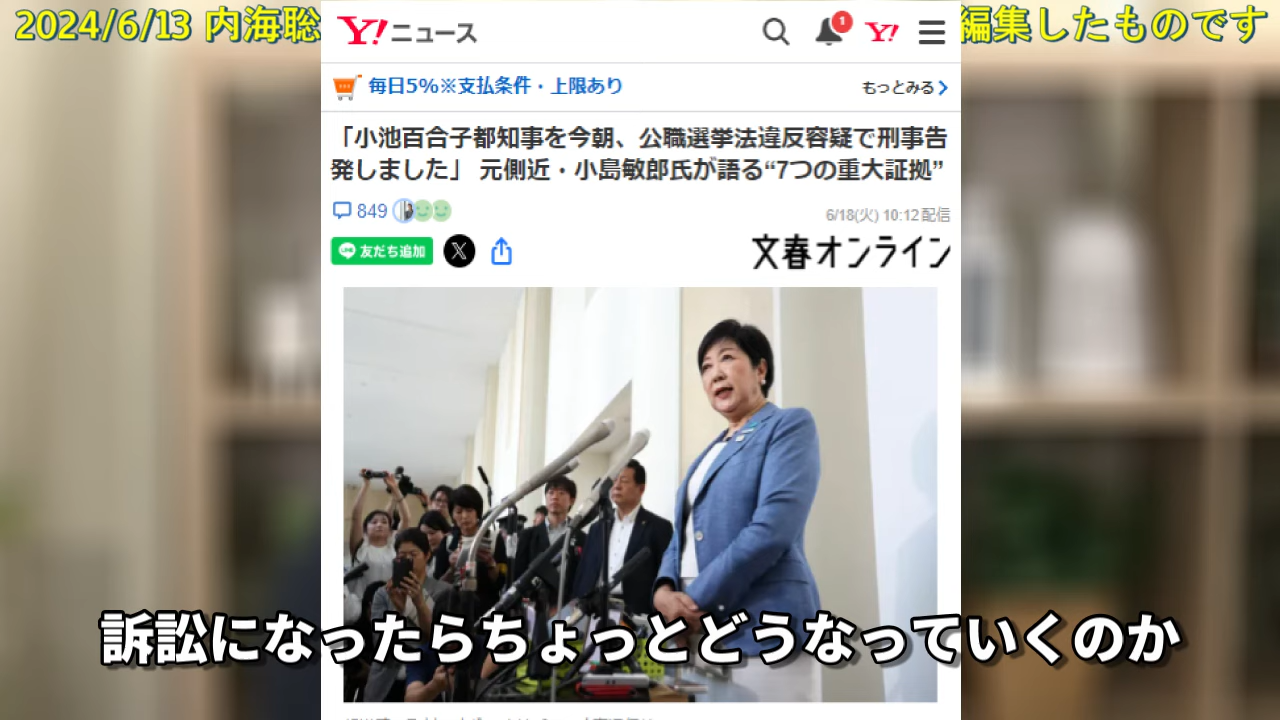 2024/6/13 内海聡
編集したものです
Y!ニュース
1
Y!
毎日5%※支払条件・上限あり
もっとみる
「小池百合子都知事を今朝、公職選挙法違反容疑で刑事告
発しました」 元側近・小島敏郎氏が語る“7つの重大証拠”
849
6/18(火) 10:12配信
LINE 友だち追加
X
文春オンライン
訴訟になったらちょっとどうなっていくのか